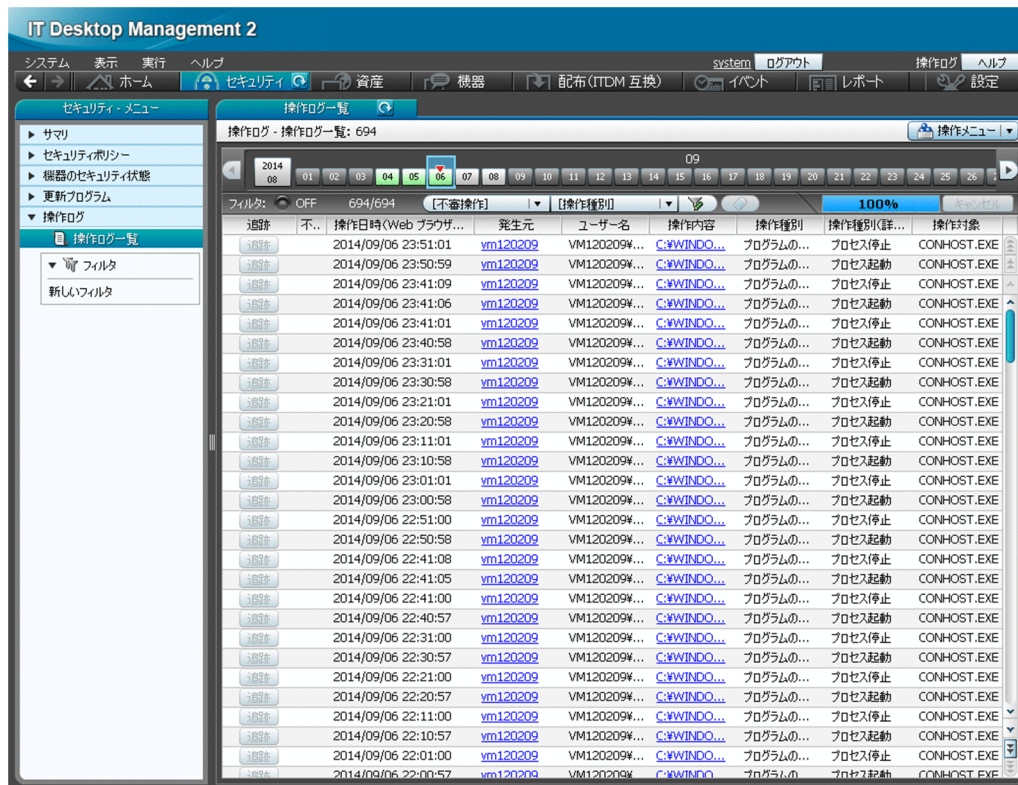 IT Desktop Management 2
システム 表示 実行 ヘルプ system ログアウト 操作ログ ヘルプ
ホーム セキュリティ 資産 機器 配布(ITDM 互換) イベント レポート 設定
セキュリティ - メニュー 操作ログ一覧
サマリ
セキュリティポリシー
機器のセキュリティ状態
更新プログラム
操作ログ
操作ログ一覧
フィルタ
新しいフィルタ
操作ログ - 操作ログ一覧: 694 操作メニュー
09
2014
08 01 02 03 04 05 06 07 08 09 10 11 12 13 14 15 16 17 18 19 20 21 22 23 24 25 26
フィルタ: OFF 694/694 [不審操作] [操作種別] 100% キャンセル
追跡 不... 操作日時(Web ブラウザ... 発生元 ユーザー名 操作内容 操作種別 操作種別(詳... 操作対象
追跡 2014/09/06 23:51:01 vm120209 VM120209¥... C:¥WINDO... プログラムの... プロセス停止 CONHOST.EXE
追跡 2014/09/06 23:50:59 vm120209 VM120209¥... C:¥WINDO... プログラムの... プロセス起動 CONHOST.EXE
追跡 2014/09/06 23:41:09 vm120209 VM120209¥... C:¥WINDO... プログラムの... プロセス停止 CONHOST.EXE
追跡 2014/09/06 23:41:06 vm120209 VM120209¥... C:¥WINDO... プログラムの... プロセス起動 CONHOST.EXE
追跡 2014/09/06 23:41:01 vm120209 VM120209¥... C:¥WINDO... プログラムの... プロセス停止 CONHOST.EXE
追跡 2014/09/06 23:40:58 vm120209 VM120209¥... C:¥WINDO... プログラムの... プロセス起動 CONHOST.EXE
追跡 2014/09/06 23:31:01 vm120209 VM120209¥... C:¥WINDO... プログラムの... プロセス停止 CONHOST.EXE
追跡 2014/09/06 23:30:58 vm120209 VM120209¥... C:¥WINDO... プログラムの... プロセス起動 CONHOST.EXE
追跡 2014/09/06 23:21:01 vm120209 VM120209¥... C:¥WINDO... プログラムの... プロセス停止 CONHOST.EXE
追跡 2014/09/06 23:20:58 vm120209 VM120209¥... C:¥WINDO... プログラムの... プロセス起動 CONHOST.EXE
追跡 2014/09/06 23:11:01 vm120209 VM120209¥... C:¥WINDO... プログラムの... プロセス停止 CONHOST.EXE
追跡 2014/09/06 23:10:58 vm120209 VM120209¥... C:¥WINDO... プログラムの... プロセス起動 CONHOST.EXE
追跡 2014/09/06 23:01:01 vm120209 VM120209¥... C:¥WINDO... プログラムの... プロセス停止 CONHOST.EXE
追跡 2014/09/06 23:00:58 vm120209 VM120209¥... C:¥WINDO... プログラムの... プロセス起動 CONHOST.EXE
追跡 2014/09/06 22:51:00 vm120209 VM120209¥... C:¥WINDO... プログラムの... プロセス停止 CONHOST.EXE
追跡 2014/09/06 22:50:58 vm120209 VM120209¥... C:¥WINDO... プログラムの... プロセス起動 CONHOST.EXE
追跡 2014/09/06 22:41:08 vm120209 VM120209¥... C:¥WINDO... プログラムの... プロセス停止 CONHOST.EXE
追跡 2014/09/06 22:41:05 vm120209 VM120209¥... C:¥WINDO... プログラムの... プロセス起動 CONHOST.EXE
追跡 2014/09/06 22:41:00 vm120209 VM120209¥... C:¥WINDO... プログラムの... プロセス停止 CONHOST.EXE
追跡 2014/09/06 22:40:57 vm120209 VM120209¥... C:¥WINDO... プログラムの... プロセス起動 CONHOST.EXE
追跡 2014/09/06 22:31:00 vm120209 VM120209¥... C:¥WINDO... プログラムの... プロセス停止 CONHOST.EXE
追跡 2014/09/06 22:30:57 vm120209 VM120209¥... C:¥WINDO... プログラムの... プロセス起動 CONHOST.EXE
追跡 2014/09/06 22:21:00 vm120209 VM120209¥... C:¥WINDO... プログラムの... プロセス停止 CONHOST.EXE
追跡 2014/09/06 22:20:57 vm120209 VM120209¥... C:¥WINDO... プログラムの... プロセス起動 CONHOST.EXE
追跡 2014/09/06 22:11:00 vm120209 VM120209¥... C:¥WINDO... プログラムの... プロセス停止 CONHOST.EXE
追跡 2014/09/06 22:10:57 vm120209 VM120209¥... C:¥WINDO... プログラムの... プロセス起動 CONHOST.EXE
追跡 2014/09/06 22:01:00 vm120209 VM120209¥... C:¥WINDO... プログラムの... プロセス停止 CONHOST.EXE
追跡 2014/09/06 22:00:57 vm120209 VM120209¥... C:¥WINDO... プログラムの... プロセス起動 CONHOST.EXE